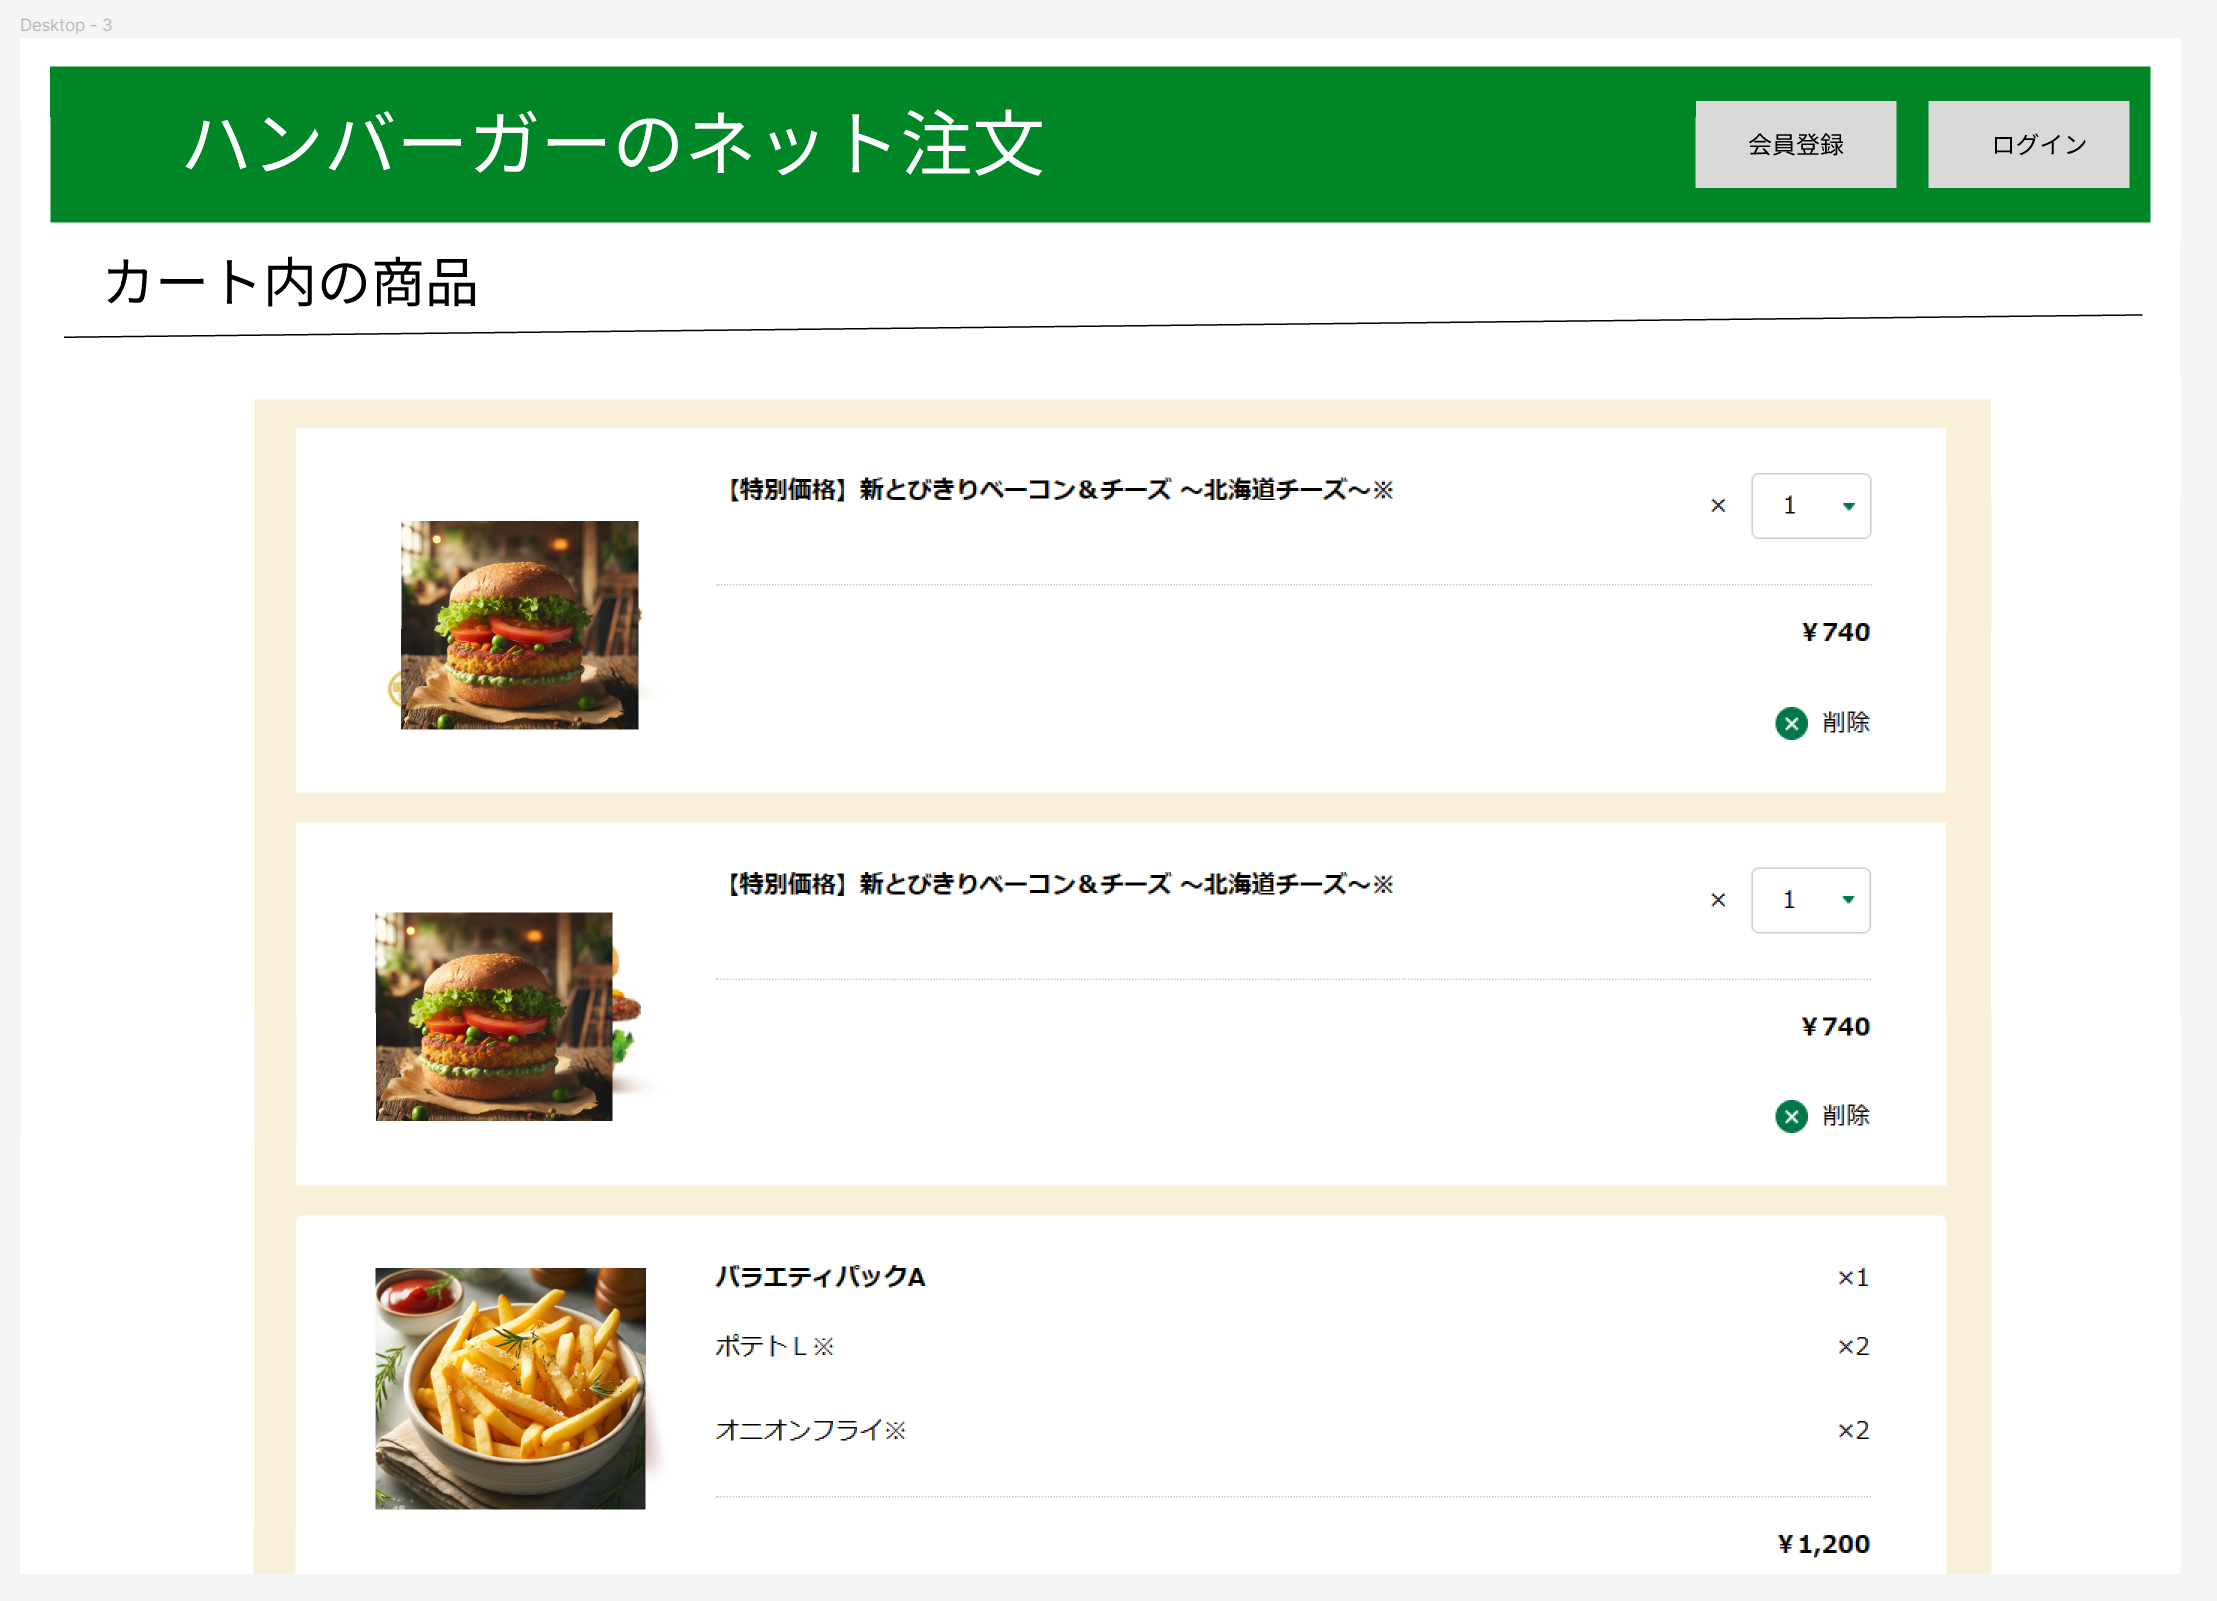 Desktop - 3
ハンバーガーのネット注文
会員登録
ログイン
カート内の商品
【特別価格】新とびきりベーコン&チーズ ～北海道チーズ～※
× 1
¥740
削除
【特別価格】新とびきりベーコン&チーズ ～北海道チーズ～※
× 1
¥740
削除
バラエティパックA ×1
ポテトL※ ×2
オニオンフライ※ ×2
¥1,200